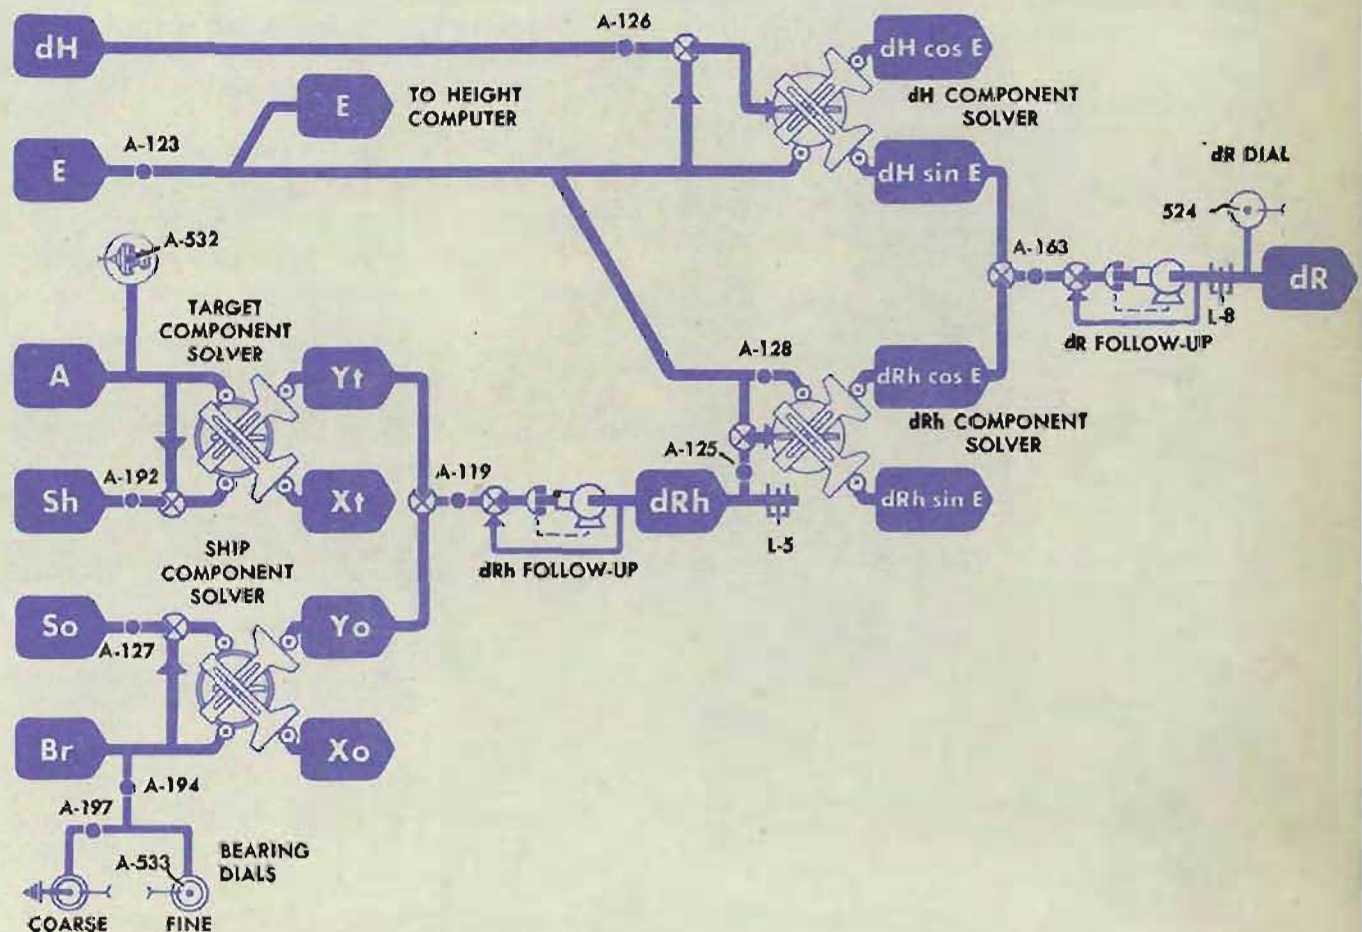 A-126
dH
dH cos E
E
TO HEIGHT
COMPUTER
dH COMPONENT
SOLVER
A-123
E
dH sin E
dR DIAL
524
A-532
A-163
dR
L-8
dR FOLLOW-UP
TARGET
COMPONENT
SOLVER
A
Yt
A-128
dRh cos E
dRh COMPONENT
SOLVER
A-192
Sh
Xt
A-119
A-125
dRh
dRh sin E
L-5
dRh FOLLOW-UP
SHIP
COMPONENT
SOLVER
So
A-127
Yo
Br
Xo
A-194
A-197
A-533
BEARING
DIALS
COARSE
FINE